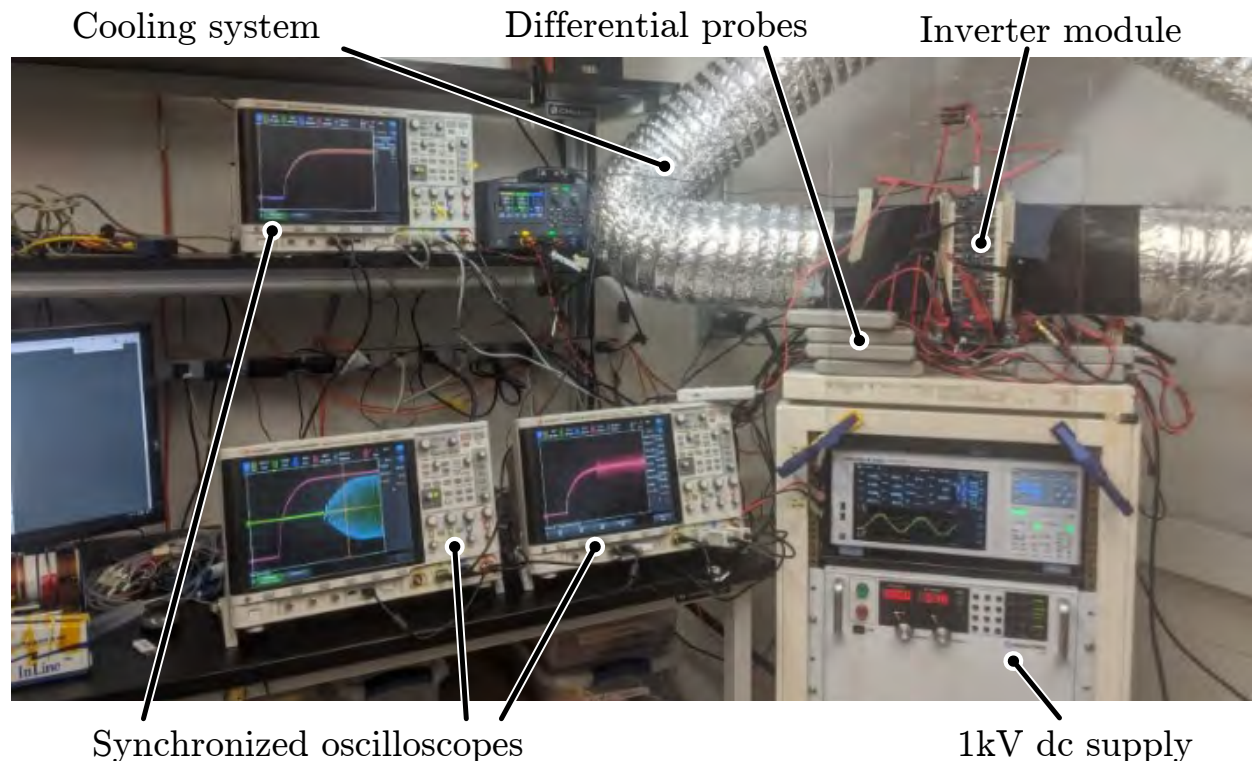 Cooling system
Differential probes
Inverter module
InLine
Synchronized oscilloscopes
1kV dc supply